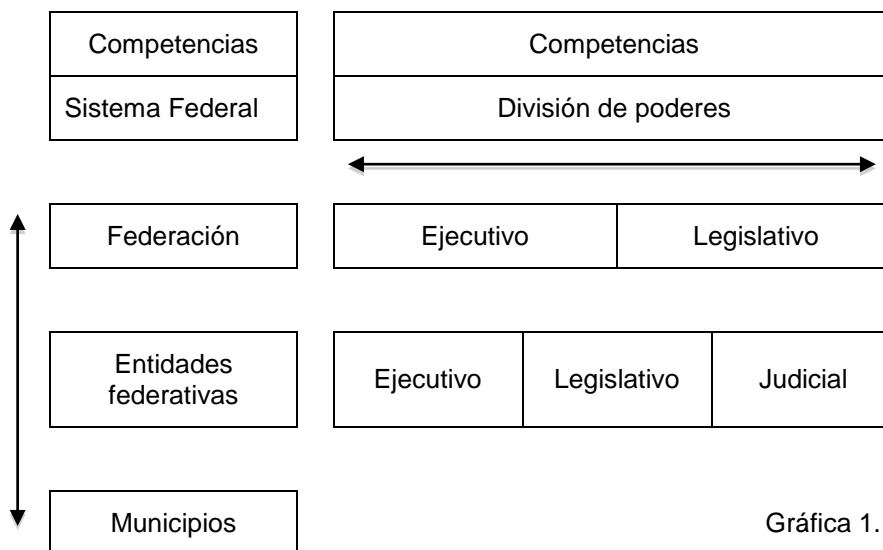 Competencias
Competencias
Sistema Federal
División de poderes
Federación
Ejecutivo
Legislativo
Entidades
federativas
Ejecutivo
Legislativo
Judicial
Municipios
Gráfica 1.